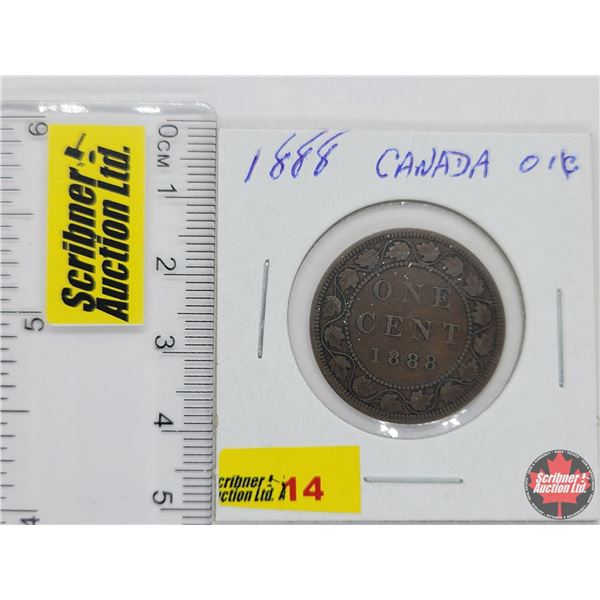 1888 CANADA 01¢
Scribner
Auction Ltd.
0CM 1 2 3 4 5
6 5
ONE
CENT
1888
Scribner
Auction Ltd. 14
Scribner
Auction Ltd.